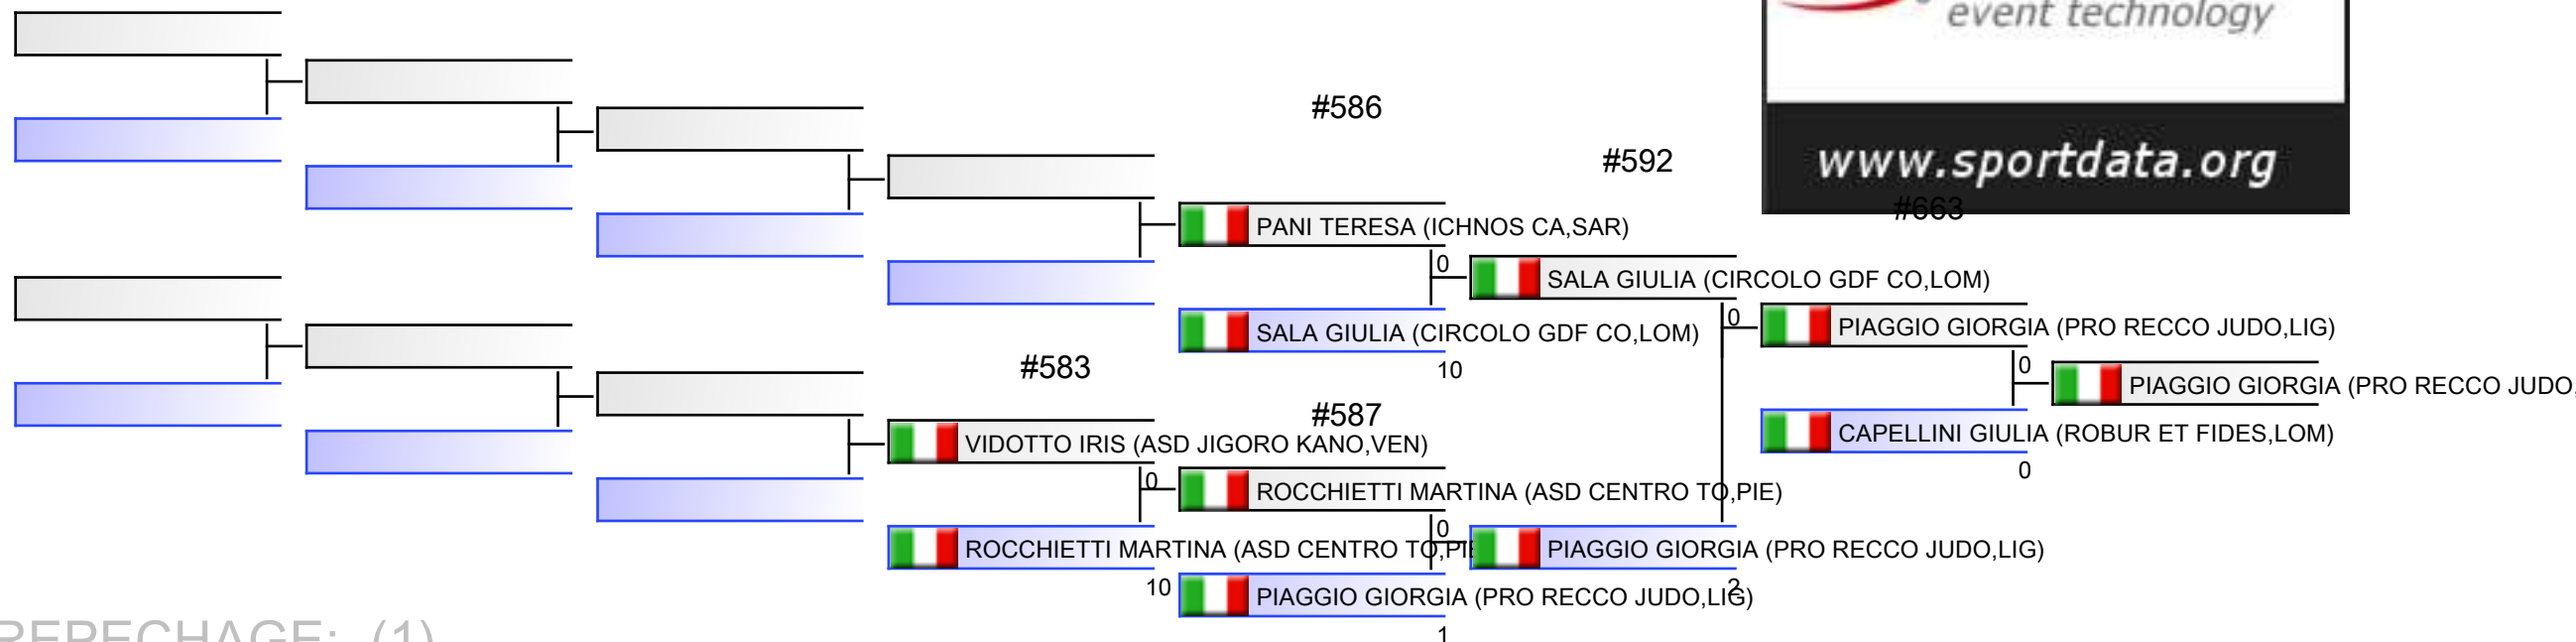 event technology
#586
#592
www.sportdata.org
#663
PANI TERESA (ICHNOS CA,SAR)
0
SALA GIULIA (CIRCOLO GDF CO,LOM)
SALA GIULIA (CIRCOLO GDF CO,LOM)
0
PIAGGIO GIORGIA (PRO RECCO JUDO,LIG)
#583
10
0
PIAGGIO GIORGIA (PRO RECCO JUDO,
#587
VIDOTTO IRIS (ASD JIGORO KANO,VEN)
CAPELLINI GIULIA (ROBUR ET FIDES,LOM)
0
0
ROCCHIETTI MARTINA (ASD CENTRO TO,PIE)
0
ROCCHIETTI MARTINA (ASD CENTRO TO,PIE
PIAGGIO GIORGIA (PRO RECCO JUDO,LIG)
10
2
PIAGGIO GIORGIA (PRO RECCO JUDO,LIG)
1
REPECHAGE: (1)